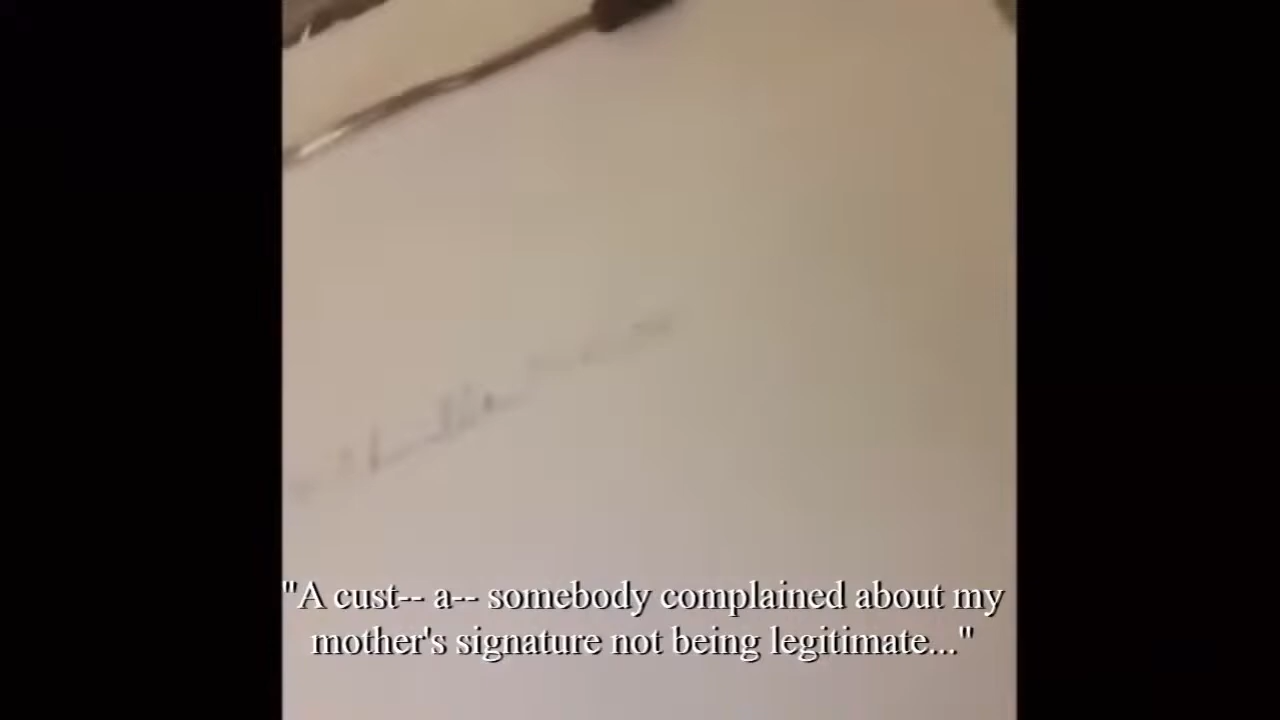 "A cust-- a-- somebody complained about my
mother's signature not being legitimate..."